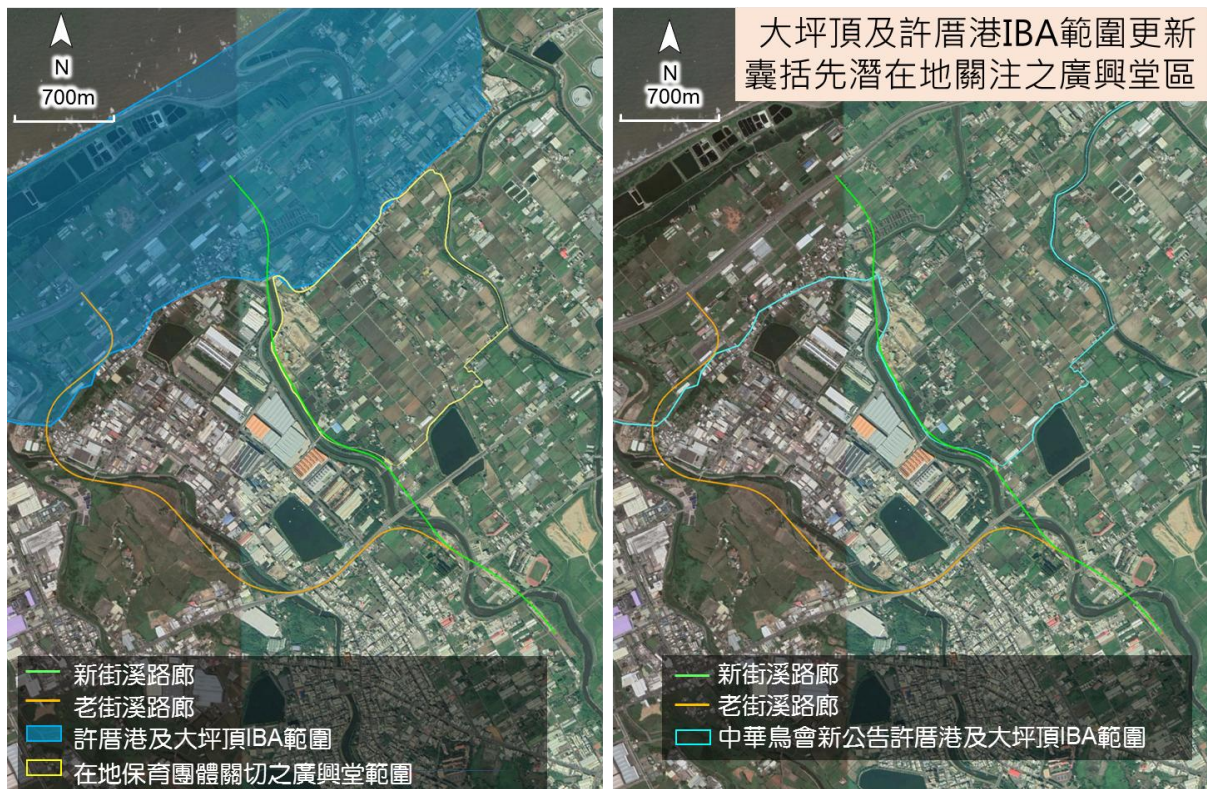 N
700m
新街溪路廊
老街溪路廊
許厝港及大坪頂IBA範圍
在地保育團體關切之廣興堂範圍
大坪頂及許厝港IBA範圍更新
囊括先潛在地關注之廣興堂區
N
700m
新街溪路廊
老街溪路廊
中華鳥會新公告許厝港及大坪頂IBA範圍